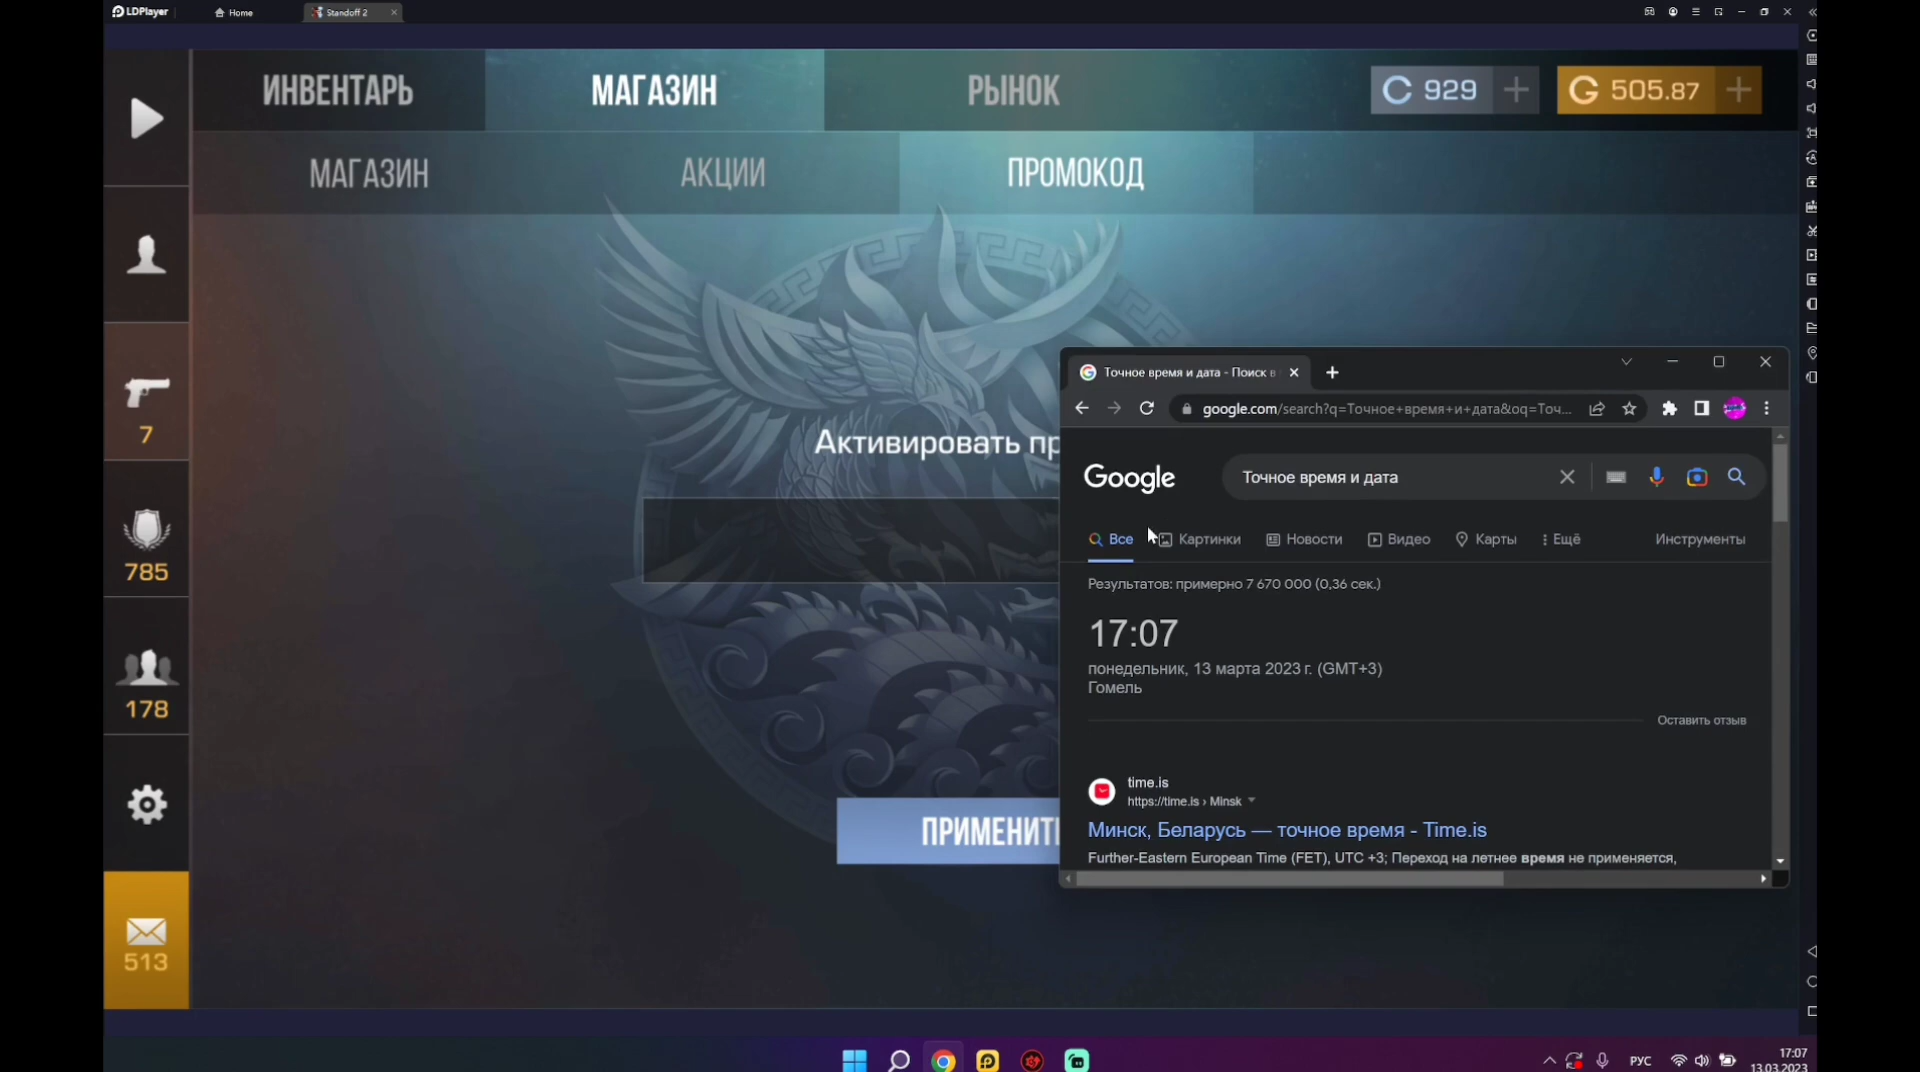 LDPlayer
Home
Standoff 2
ИНВЕНТАРЬ
МАГАЗИН
РЫНОК
C 929 +
G 505.87 +
МАГАЗИН
АКЦИИ
ПРОМОКОД
7
785
178
513
Активировать пр
ПРИМЕНИТЬ
Точное время и дата - Поиск в
google.com/search?q=Точное+время+и+дата&oq=Точ...
Google
Точное время и дата
Все
Картинки
Новости
Видео
Карты
Ещё
Инструменты
Результатов: примерно 7 670 000 (0,36 сек.)
17:07
понедельник, 13 марта 2023 г. (GMT+3)
Гомель
Оставить отзыв
time.is
https://time.is › Minsk
Минск, Беларусь — точное время - Time.is
Further-Eastern European Time (FET), UTC +3; Переход на летнее время не применяется,
РУС
17:07
13.03.2023